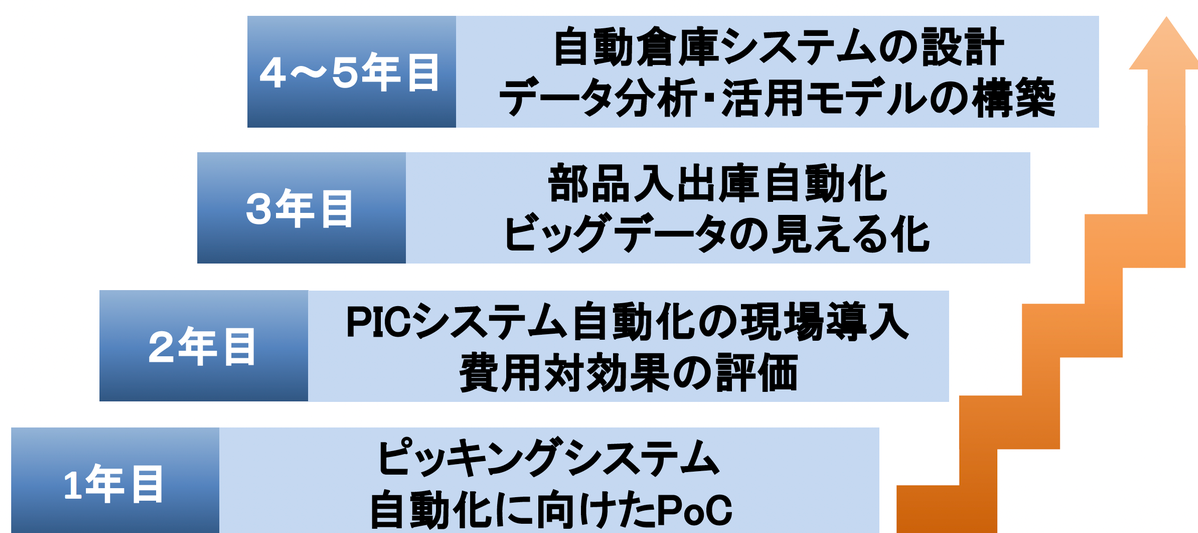 4～5年目
自動倉庫システムの設計
データ分析・活用モデルの構築
3年目
部品入出庫自動化
ビッグデータの見える化
2年目
PICシステム自動化の現場導入
費用対効果の評価
1年目
ピッキングシステム
自動化に向けたPoC